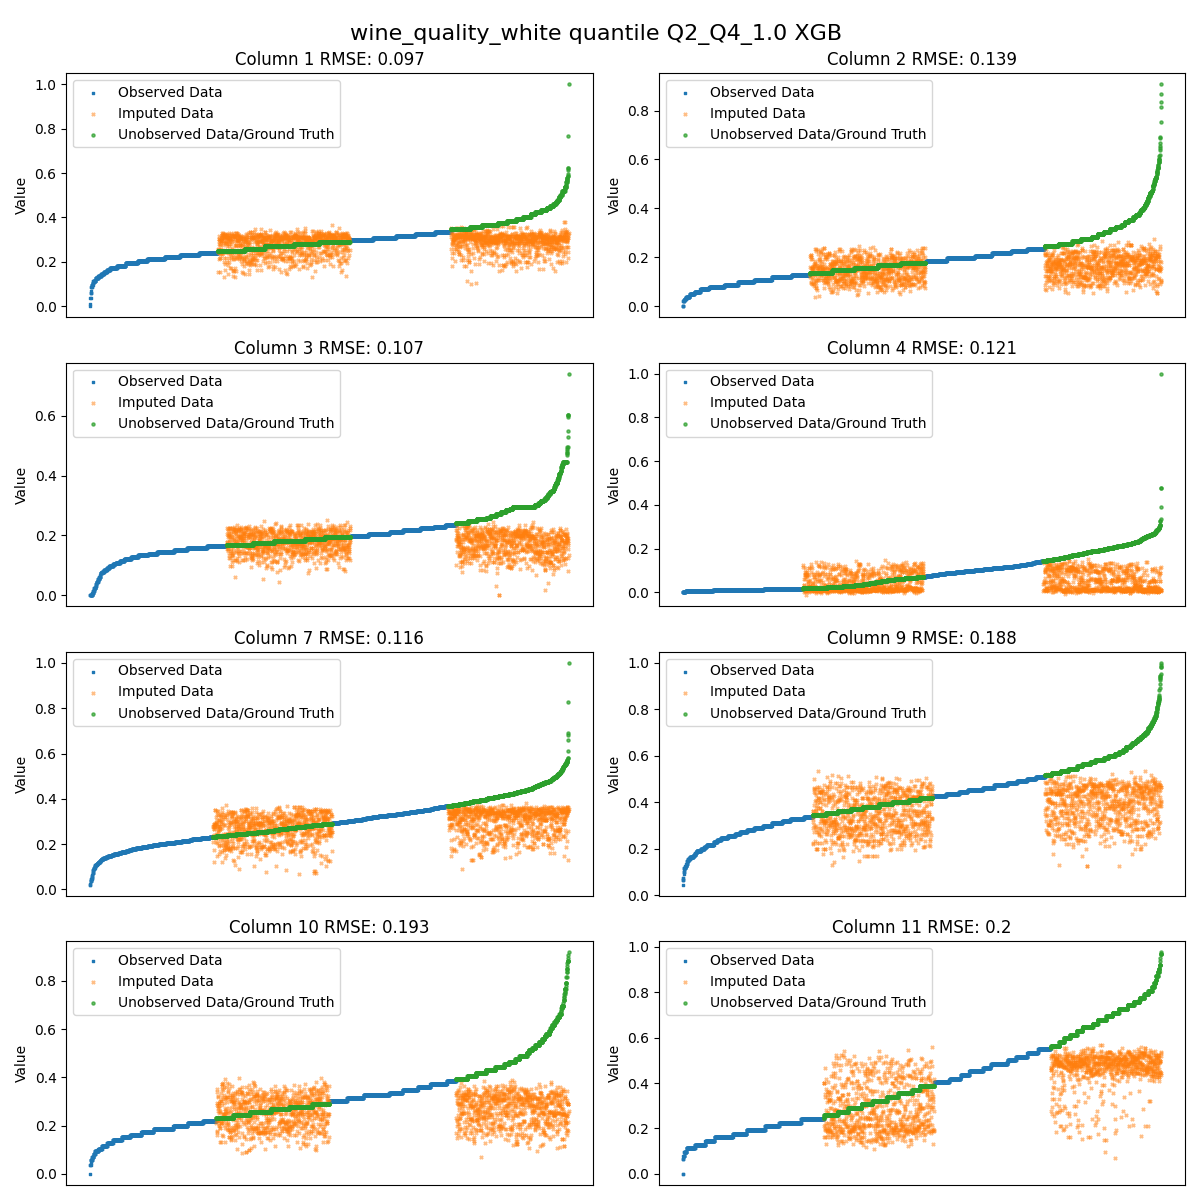 wine_quality_white quantile Q2_Q4_1.0 XGB
Column 1 RMSE: 0.097
Value
1.0
0.8
0.6
0.4
0.2
0.0
Observed Data
Imputed Data
Unobserved Data/Ground Truth
Column 2 RMSE: 0.139
Value
0.8
0.6
0.4
0.2
0.0
Observed Data
Imputed Data
Unobserved Data/Ground Truth
Column 3 RMSE: 0.107
Value
0.6
0.4
0.2
0.0
Observed Data
Imputed Data
Unobserved Data/Ground Truth
Column 4 RMSE: 0.121
Value
1.0
0.8
0.6
0.4
0.2
0.0
Observed Data
Imputed Data
Unobserved Data/Ground Truth
Column 7 RMSE: 0.116
Value
1.0
0.8
0.6
0.4
0.2
0.0
Observed Data
Imputed Data
Unobserved Data/Ground Truth
Column 9 RMSE: 0.188
Value
1.0
0.8
0.6
0.4
0.2
0.0
Observed Data
Imputed Data
Unobserved Data/Ground Truth
Column 10 RMSE: 0.193
Value
0.8
0.6
0.4
0.2
0.0
Observed Data
Imputed Data
Unobserved Data/Ground Truth
Column 11 RMSE: 0.2
Value
1.0
0.8
0.6
0.4
0.2
0.0
Observed Data
Imputed Data
Unobserved Data/Ground Truth